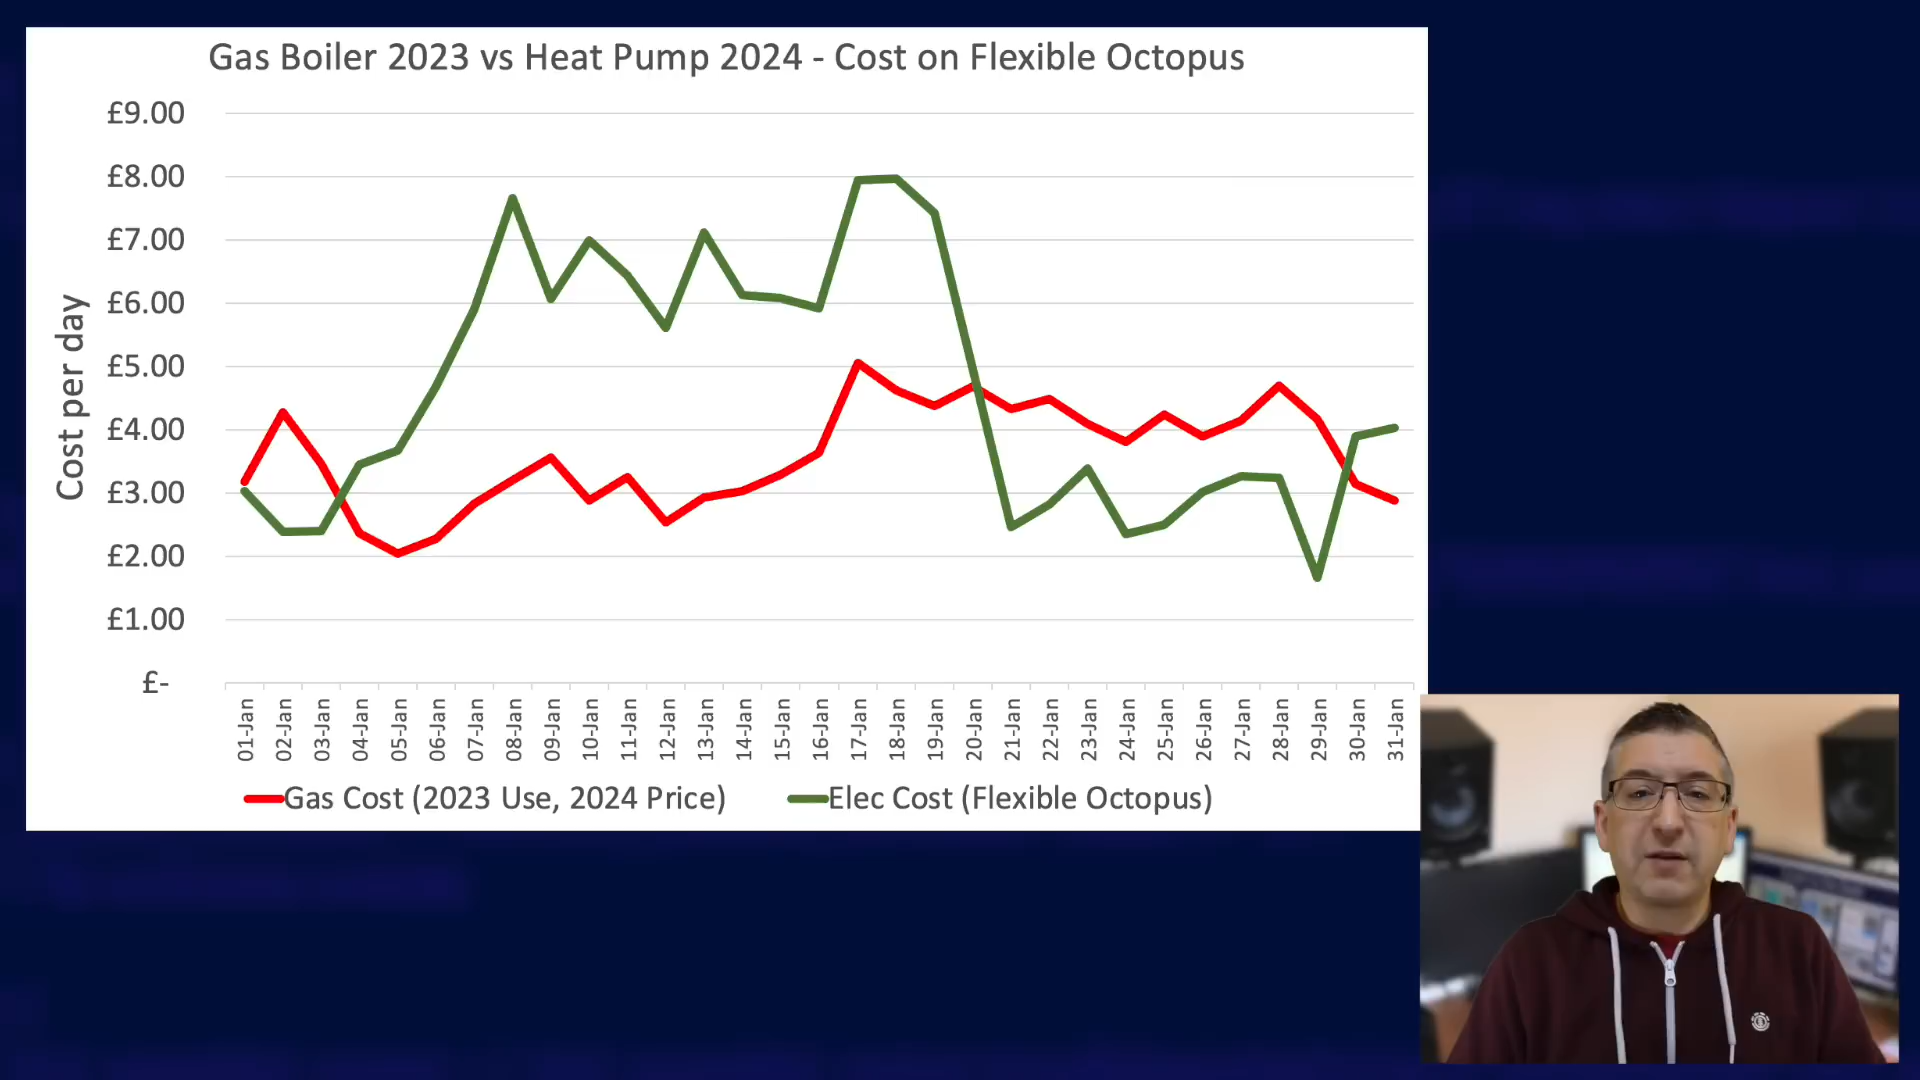 Gas Boiler 2023 vs Heat Pump 2024 - Cost on Flexible Octopus
£9.00
£8.00
£7.00
£6.00
£5.00
£4.00
£3.00
£2.00
£1.00
£-
Cost per day
01-Jan
02-Jan
03-Jan
04-Jan
05-Jan
06-Jan
07-Jan
08-Jan
09-Jan
10-Jan
11-Jan
12-Jan
13-Jan
14-Jan
15-Jan
16-Jan
17-Jan
18-Jan
19-Jan
20-Jan
21-Jan
22-Jan
23-Jan
24-Jan
25-Jan
26-Jan
27-Jan
28-Jan
29-Jan
30-Jan
31-Jan
Gas Cost (2023 Use, 2024 Price)
Elec Cost (Flexible Octopus)